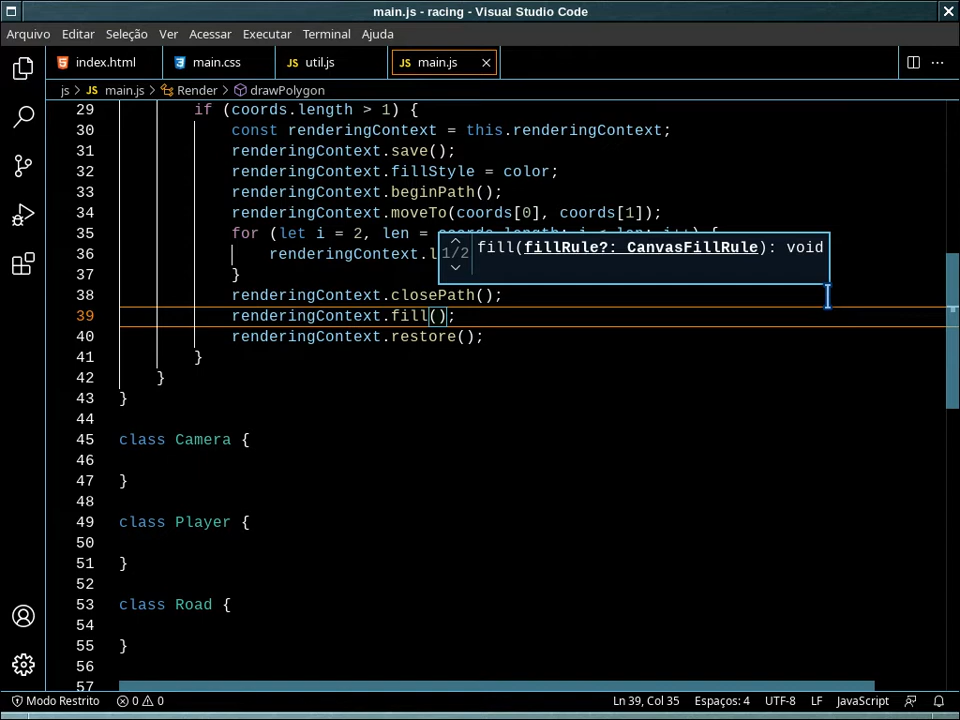 main.js - racing - Visual Studio Code
Arquivo Editar Seleção Ver Acessar Executar Terminal Ajuda
index.html main.css JS util.js JS main.js
js > JS main.js > Render > drawPolygon
29 if (coords.length > 1) {
30 const renderingContext = this.renderingContext;
31 renderingContext.save();
32 renderingContext.fillStyle = color;
33 renderingContext.beginPath();
34 renderingContext.moveTo(coords[0], coords[1]);
35 for (let i = 2, len =
1/2 fill(fillRule?: CanvasFillRule): void
36 renderingContext.l
37 }
38 renderingContext.closePath();
39 renderingContext.fill();
40 renderingContext.restore();
41 }
42 }
43 }
44
45 class Camera {
46
47 }
48
49 class Player {
50
51 }
52
53 class Road {
54
55 }
56
57
Modo Restrito 0 0 Ln 39, Col 35 Espaços: 4 UTF-8 LF JavaScript